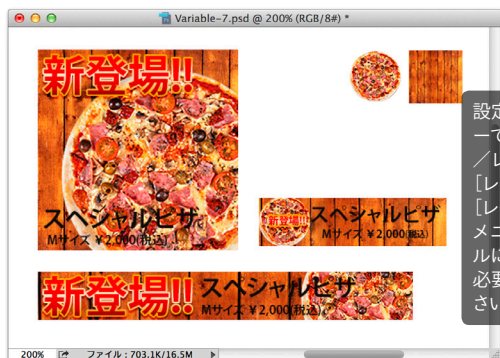 Variable-7.psd @ 200% (RGB/8#) *
新登場!!
スペシャルピザ
Mサイズ ¥2,000(税込)
新登場!!
スペシャルピザ
Mサイズ ¥2,000(税込)
新登場!!
スペシャルピザ
Mサイズ ¥2,000(税込)
設定
ーで
／レ
［レ
［レ
メニ
ルに
必要
さい
200%
ファイル : 703.1K/16.5M